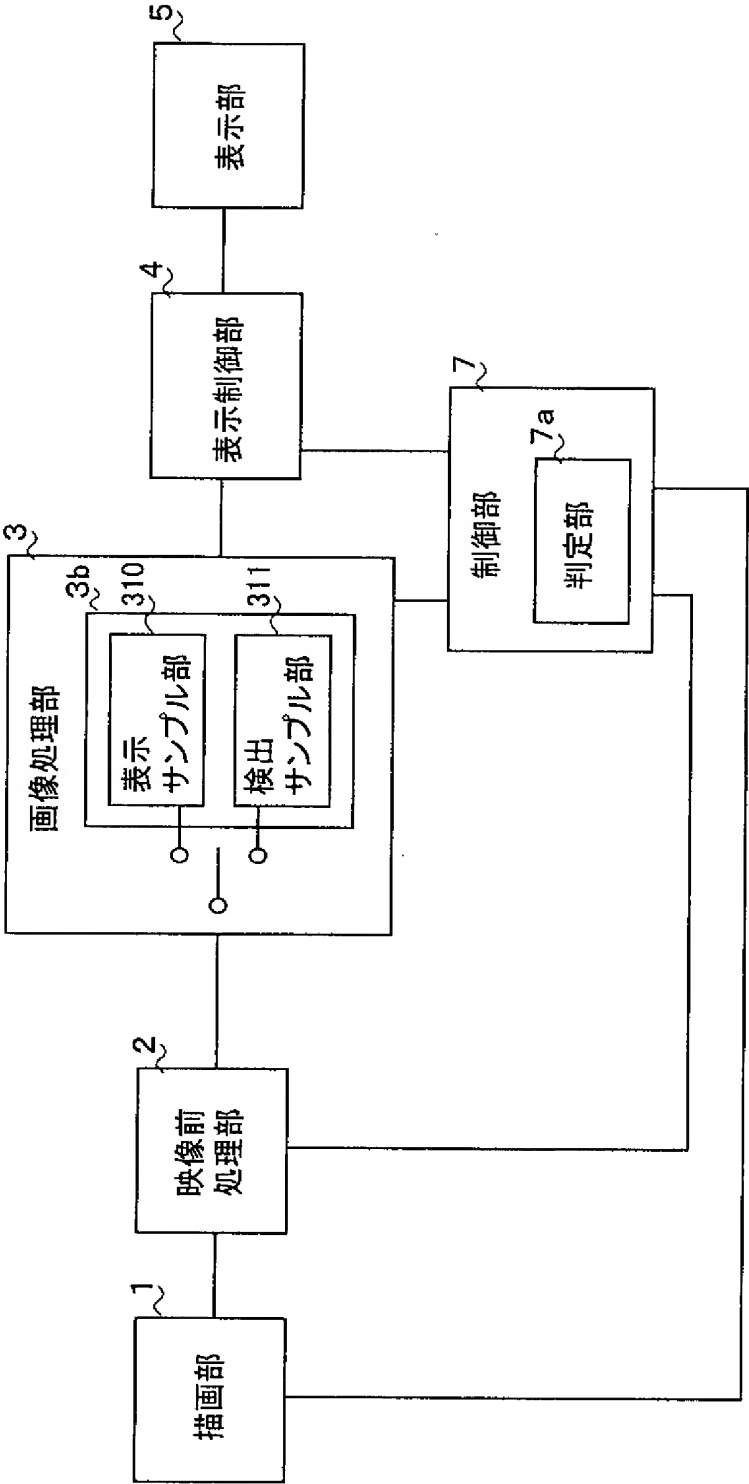 1
描画部
2
映像前
処理部
3
画像処理部
3b
310
表示
サンプル部
311
検出
サンプル部
4
表示制御部
5
表示部
7
制御部
7a
判定部